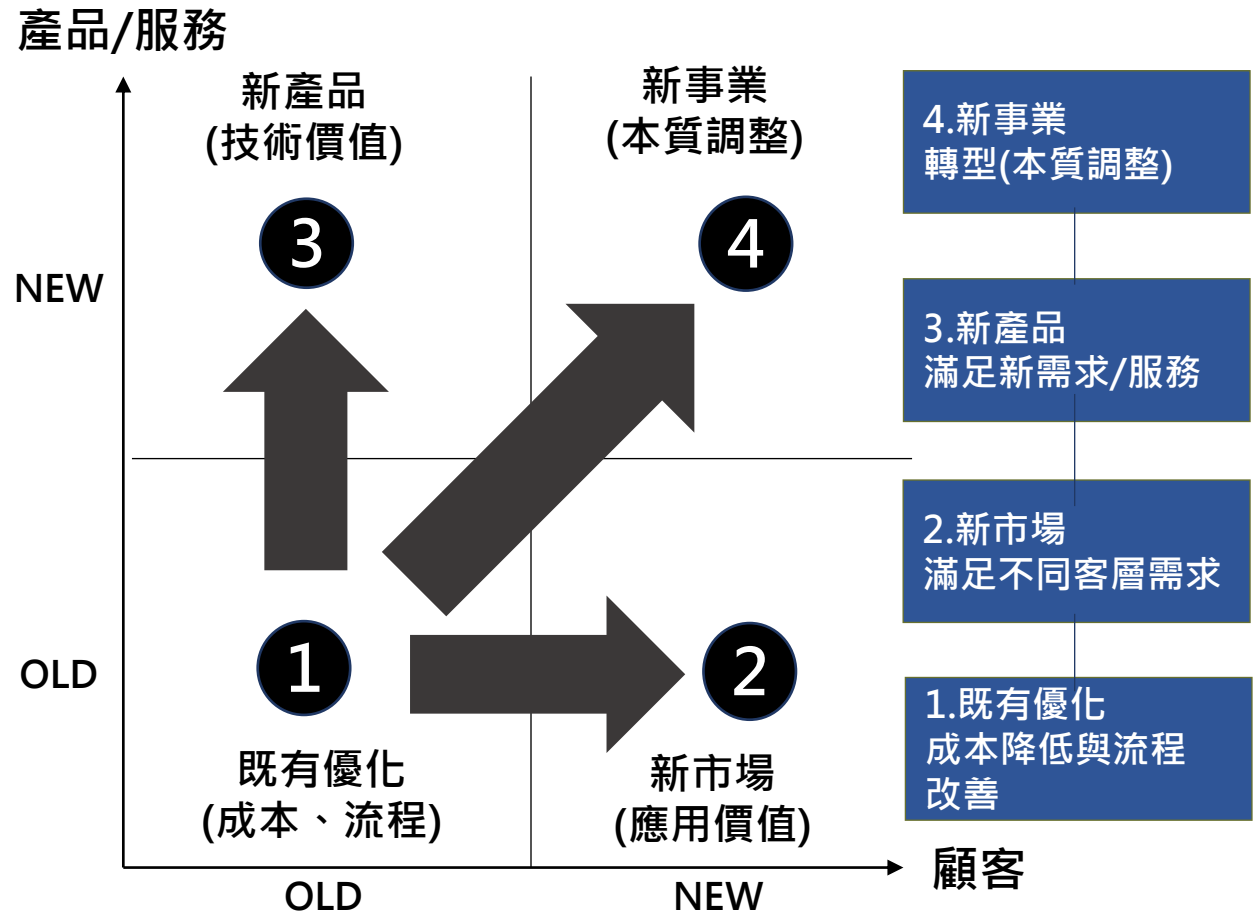 產品/服務
新產品
(技術價值)
新事業
(本質調整)
3
4
NEW
OLD
1
2
既有優化
(成本、流程)
新市場
(應用價值)
OLD
NEW
顧客
4.新事業
轉型(本質調整)
3.新產品
滿足新需求/服務
2.新市場
滿足不同客層需求
1.既有優化
成本降低與流程
改善